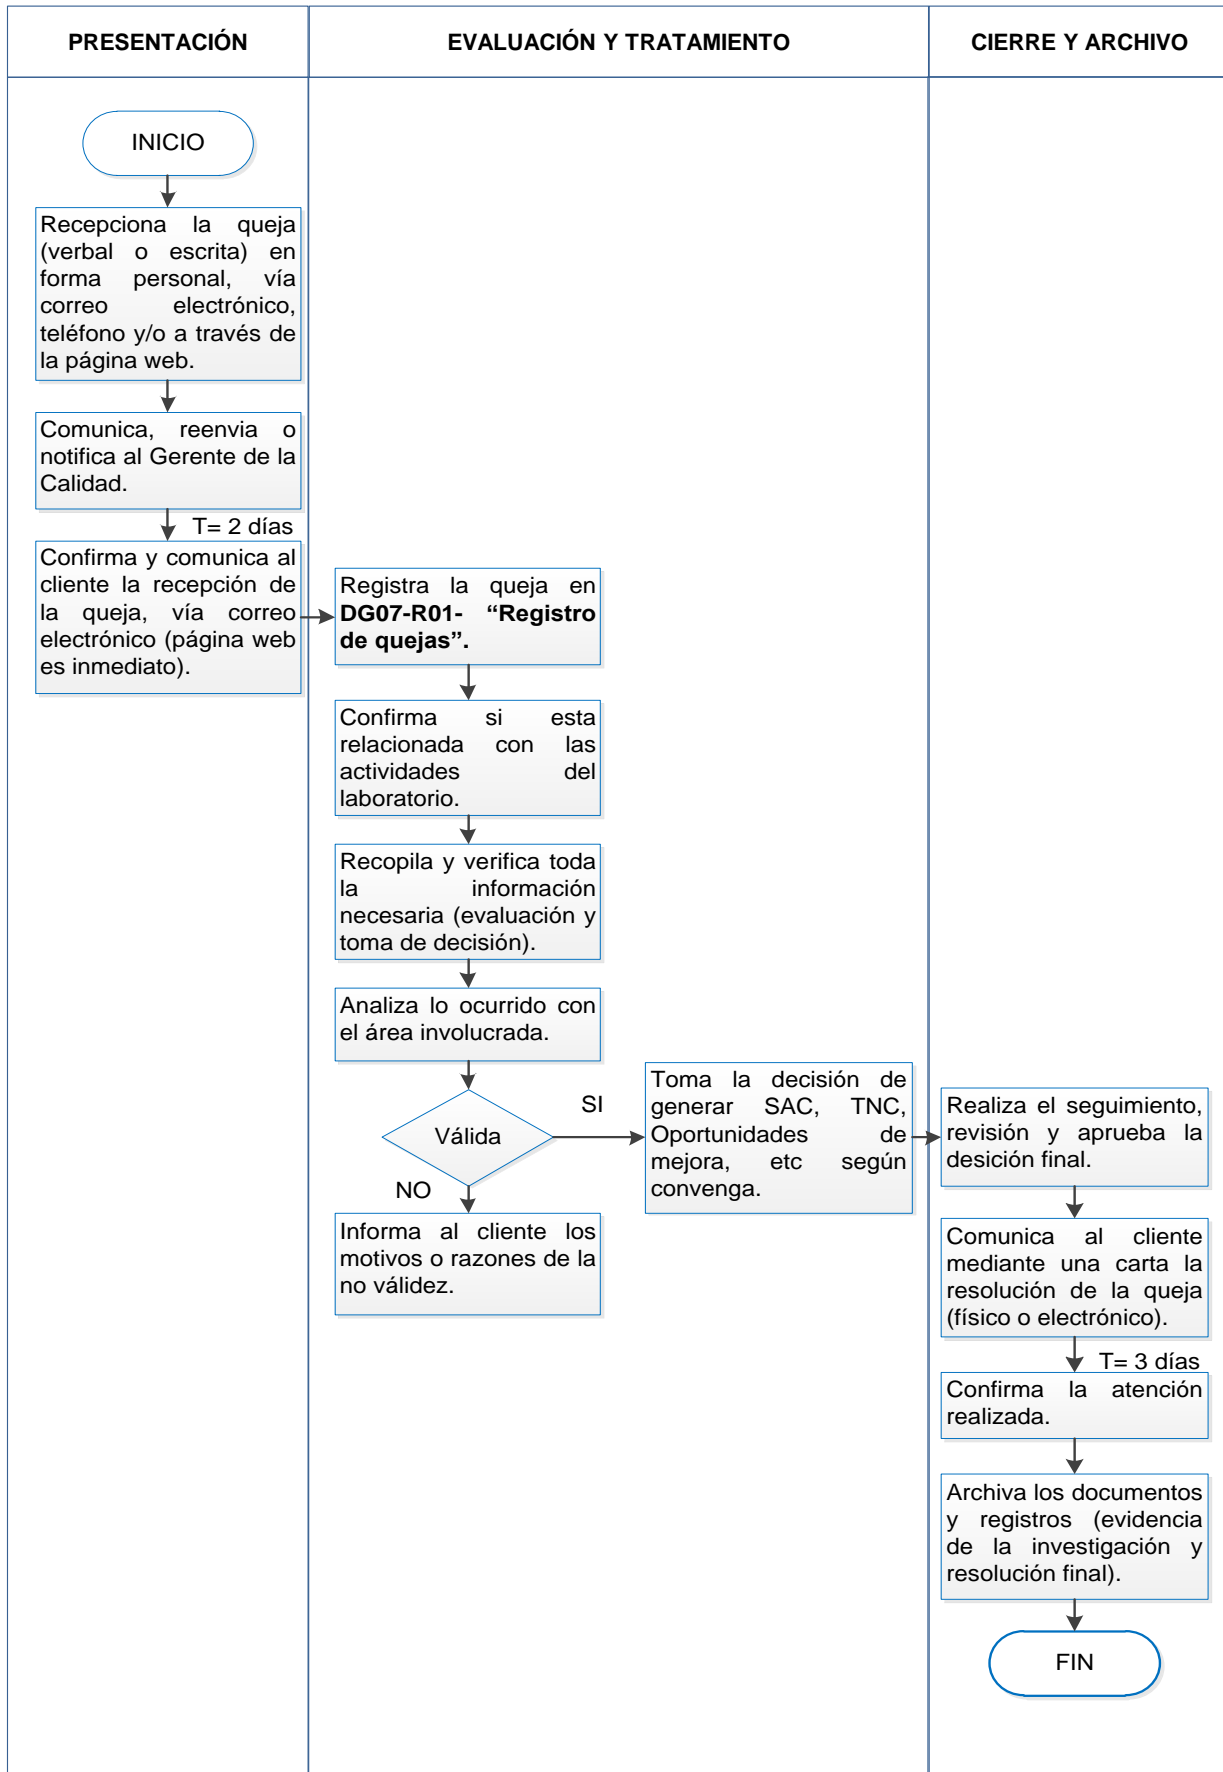 PRESENTACIÓN
EVALUACIÓN Y TRATAMIENTO
CIERRE Y ARCHIVO
INICIO
Recepciona la queja
(verbal o escrita) en
forma personal, vía
correo electrónico,
teléfono y/o a través de
la página web.
Comunica, reenvia o
notifica al Gerente de la
Calidad.
T= 2 días
Confirma y comunica al
cliente la recepción de
la queja, vía correo
electrónico (página web
es inmediato).
Registra la queja en
DG07-R01- “Registro
de quejas”.
Confirma si esta
relacionada con las
actividades del
laboratorio.
Recopila y verifica toda
la información
necesaria (evaluación y
toma de decisión).
Analiza lo ocurrido con
el área involucrada.
Válida
SI
NO
Informa al cliente los
motivos o razones de la
no válidez.
Toma la decisión de
generar SAC, TNC,
Oportunidades de
mejora, etc según
convenga.
Realiza el seguimiento,
revisión y aprueba la
desición final.
Comunica al cliente
mediante una carta la
resolución de la queja
(físico o electrónico).
T= 3 días
Confirma la atención
realizada.
Archiva los documentos
y registros (evidencia
de la investigación y
resolución final).
FIN